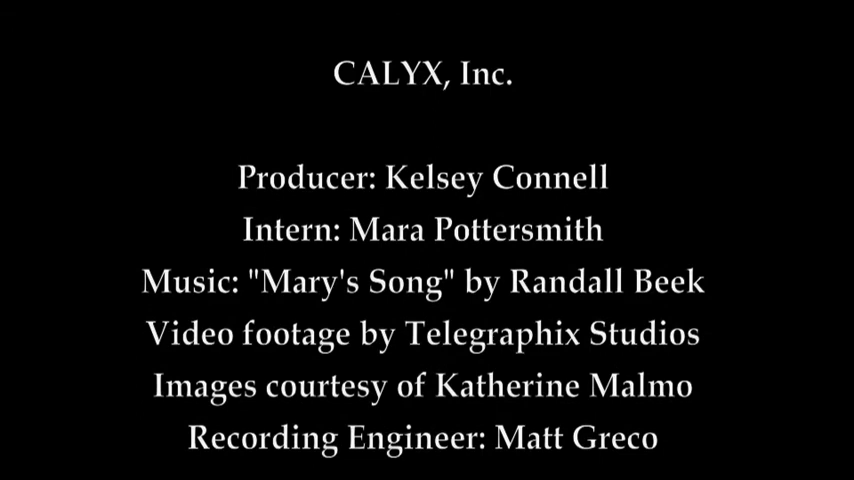 CALYX, Inc.
Producer: Kelsey Connell
Intern: Mara Pottersmith
Music: "Mary's Song" by Randall Beek
Video footage by Telegraphix Studios
Images courtesy of Katherine Malmo
Recording Engineer: Matt Greco